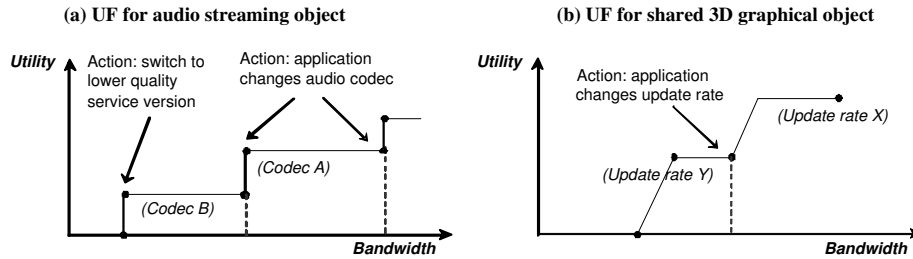 (a) UF for audio streaming object
Utility
Action: switch to
lower quality
service version
Action: application
changes audio codec
(Codec A)
(Codec B)
Bandwidth
(b) UF for shared 3D graphical object
Utility
Action: application
changes update rate
(Update rate X)
(Update rate Y)
Bandwidth